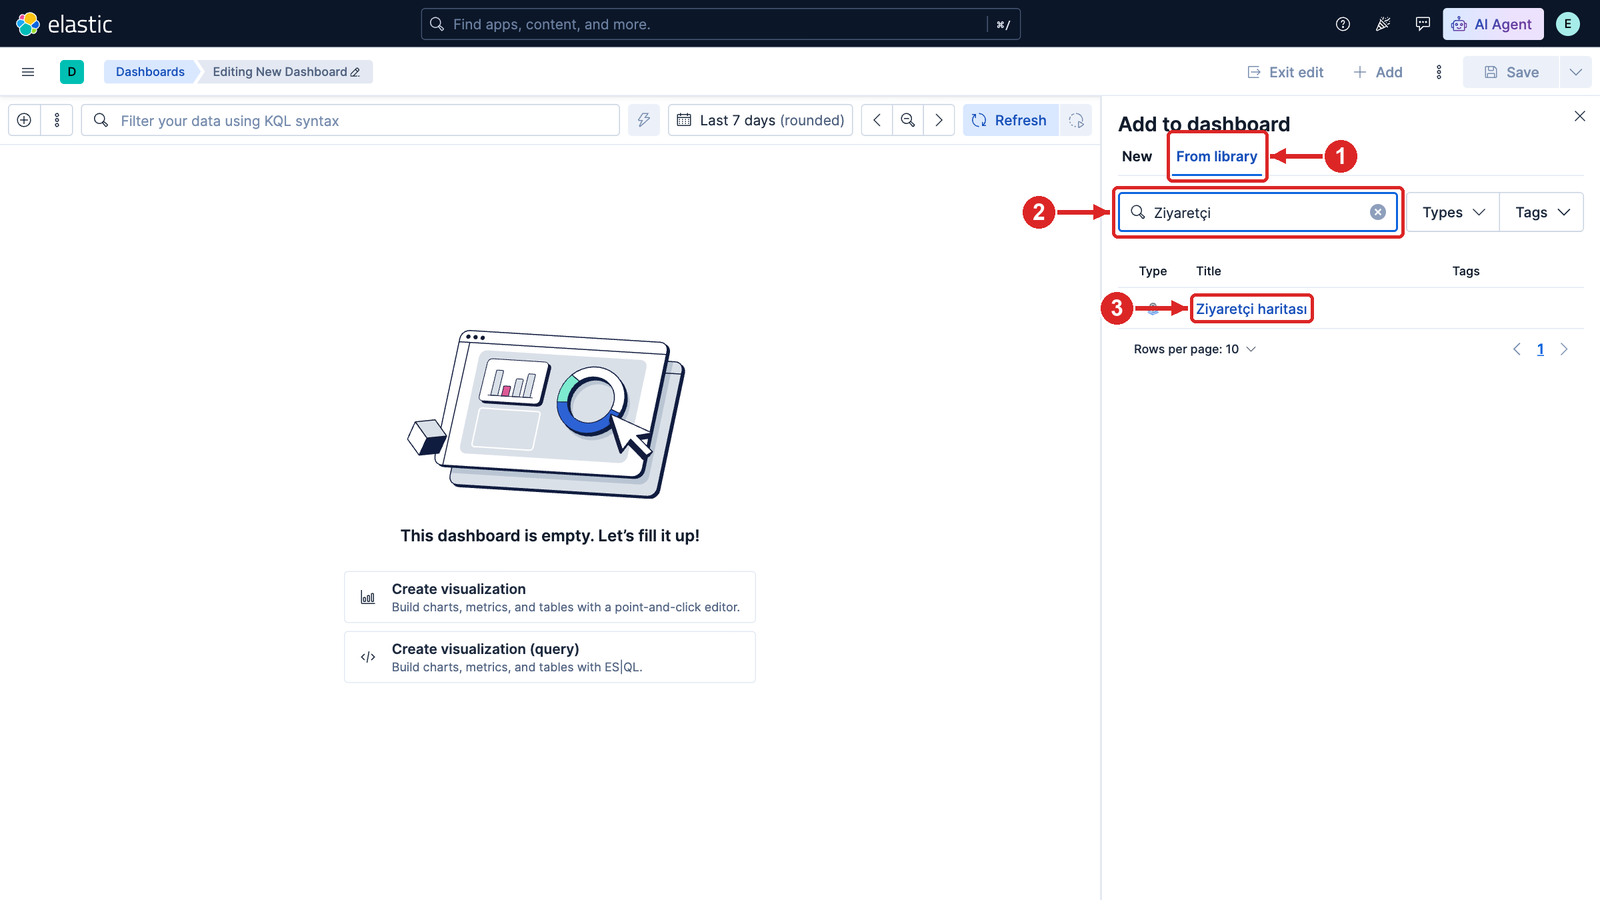 elastic
Find apps, content, and more.
⌘/
AI Agent
E
D
Dashboards
Editing New Dashboard
Exit edit
Add
Save
Filter your data using KQL syntax
Last 7 days (rounded)
Refresh
Add to dashboard
New
From library
1
2
Ziyaretçi
Types
Tags
Type
Title
Tags
3
Ziyaretçi haritası
Rows per page: 10
1
This dashboard is empty. Let’s fill it up!
Create visualization
Build charts, metrics, and tables with a point-and-click editor.
Create visualization (query)
Build charts, metrics, and tables with ES|QL.